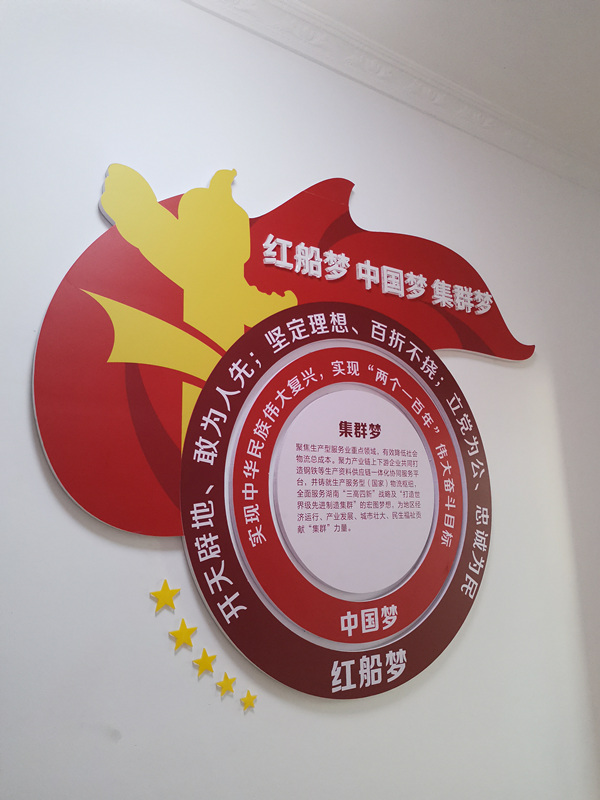 红船梦 中国梦 集群梦
开天辟地、敢为人先；坚定理想、百折不挠；立党为公、忠诚为民
实现中华民族伟大复兴，实现“两个一百年”伟大奋斗目标
集群梦
聚焦生产型服务业重点领域，有效降低社会
物流总成本。聚力产业链上下游企业共同打
造钢铁等生产资料供应链一体化协同服务平
台，并铸就生产服务型（国家）物流枢纽，
全面服务湖南“三高四新”战略及“打造世
界级先进制造集群”的宏图梦想，为地区经
济运行、产业发展、城市壮大、民生福祉贡
献“集群”力量。
中国梦
红船梦